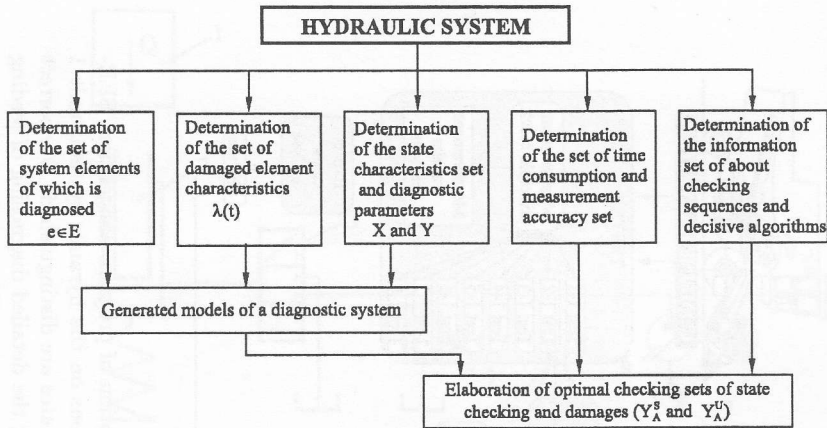 HYDRAULIC SYSTEM
Determination
of the set of
system elements
of which is
diagnosed
e∈E
Determination
of the set of
damaged element
characteristics
λ(t)
Determination
of the state
characteristics set
and diagnostic
parameters
X and Y
Determination
of the set of time
consumption and
measurement
accuracy set
Determination of
the information
set of about
checking
sequences and
decisive algorithms
Generated models of a diagnostic system
Elaboration of optimal checking sets of state
checking and damages (Y_A^S and Y_A^U)